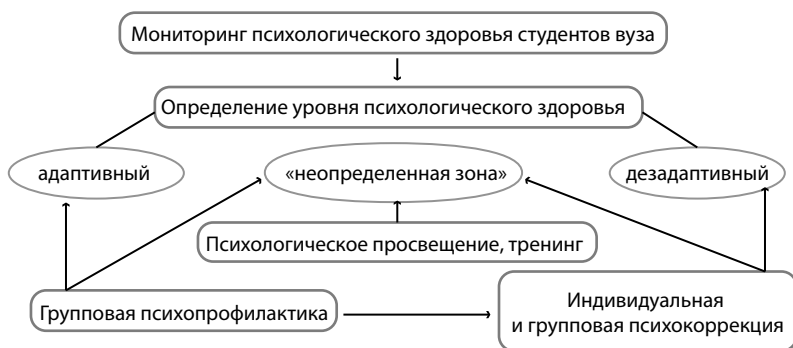 Мониторинг психологического здоровья студентов вуза
Определение уровня психологического здоровья
адаптивный
«неопределенная зона»
дезадаптивный
Психологическое просвещение, тренинг
Групповая психопрофилактика
Индивидуальная
и групповая психокоррекция